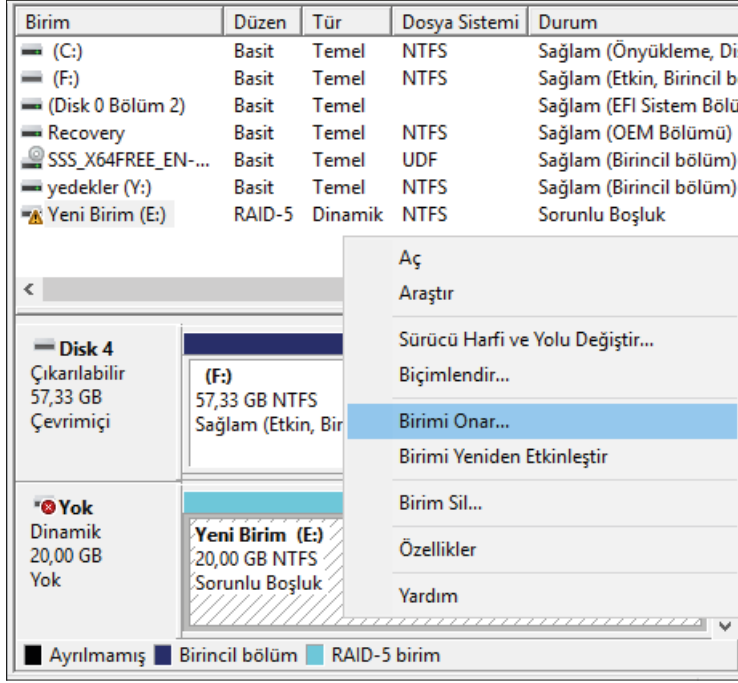 Birim Düzen Tür Dosya Sistemi Durum
(C:) Basit Temel NTFS Sağlam (Önyükleme, Di
(F:) Basit Temel NTFS Sağlam (Etkin, Birincil b
(Disk 0 Bölüm 2) Basit Temel Sağlam (EFI Sistem Bölü
Recovery Basit Temel NTFS Sağlam (OEM Bölümü)
SSS_X64FREE_EN-... Basit Temel UDF Sağlam (Birincil bölüm)
yedekler (Y:) Basit Temel NTFS Sağlam (Birincil bölüm)
Yeni Birim (E:) RAID-5 Dinamik NTFS Sorunlu Boşluk
Aç
Araştır
Sürücü Harfi ve Yolu Değiştir...
Biçimlendir...
Birimi Onar...
Birimi Yeniden Etkinleştir
Birim Sil...
Özellikler
Yardım
Disk 4
Çıkarılabilir
57,33 GB
Çevrimiçi
(F:)
57,33 GB NTFS
Sağlam (Etkin, Bir
Yok
Dinamik
20,00 GB
Yok
Yeni Birim (E:)
20,00 GB NTFS
Sorunlu Boşluk
Ayrılmamış Birincil bölüm RAID-5 birim